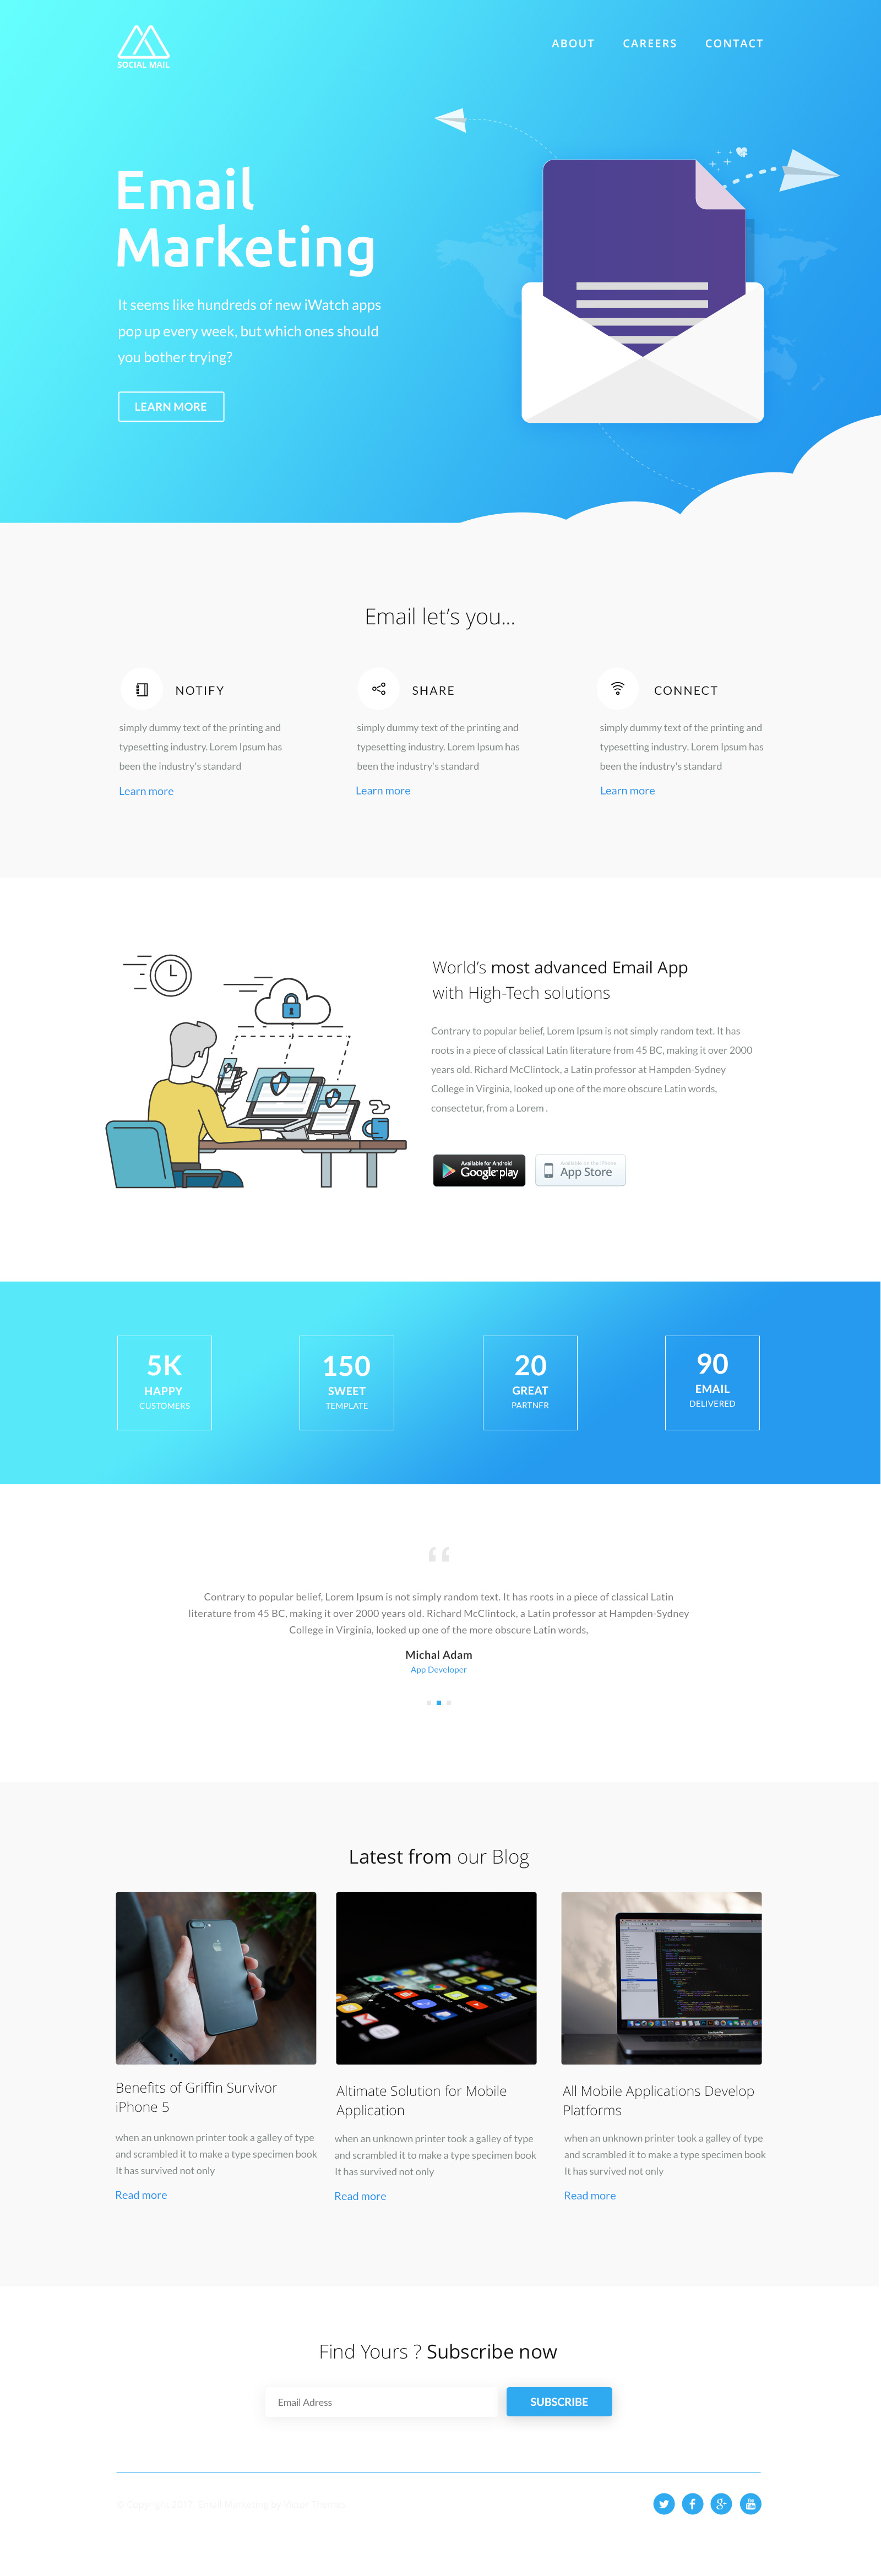 SOCIAL MAIL
ABOUT CAREERS CONTACT
Email
Marketing
It seems like hundreds of new iWatch apps
pop up every week, but which ones should
you bother trying?
LEARN MORE
Email let’s you...
NOTIFY
simply dummy text of the printing and
typesetting industry. Lorem Ipsum has
been the industry’s standard
Learn more
SHARE
simply dummy text of the printing and
typesetting industry. Lorem Ipsum has
been the industry’s standard
Learn more
CONNECT
simply dummy text of the printing and
typesetting industry. Lorem Ipsum has
been the industry's standard
Learn more
World’s most advanced Email App
with High-Tech solutions
Contrary to popular belief, Lorem Ipsum is not simply random text. It has
roots in a piece of classical Latin literature from 45 BC, making it over 2000
years old. Richard McClintock, a Latin professor at Hampden-Sydney
College in Virginia, looked up one of the more obscure Latin words,
consectetur, from a Lorem .
Available for Android
Google play
Available on the iPhone
App Store
5K
HAPPY
CUSTOMERS
150
SWEET
TEMPLATE
20
GREAT
PARTNER
90
EMAIL
DELIVERED
“
Contrary to popular belief, Lorem Ipsum is not simply random text. It has roots in a piece of classical Latin
literature from 45 BC, making it over 2000 years old. Richard McClintock, a Latin professor at Hampden-Sydney
College in Virginia, looked up one of the more obscure Latin words,
Michal Adam
App Developer
Latest from our Blog
Benefits of Griffin Survivor
iPhone 5
when an unknown printer took a galley of type
and scrambled it to make a type specimen book
It has survived not only
Read more
Altimate Solution for Mobile
Application
when an unknown printer took a galley of type
and scrambled it to make a type specimen book
It has survived not only
Read more
All Mobile Applications Develop
Platforms
when an unknown printer took a galley of type
and scrambled it to make a type specimen book
It has survived not only
Read more
Find Yours ? Subscribe now
Email Adress
SUBSCRIBE
© Copyright 2017, Email Marketing by